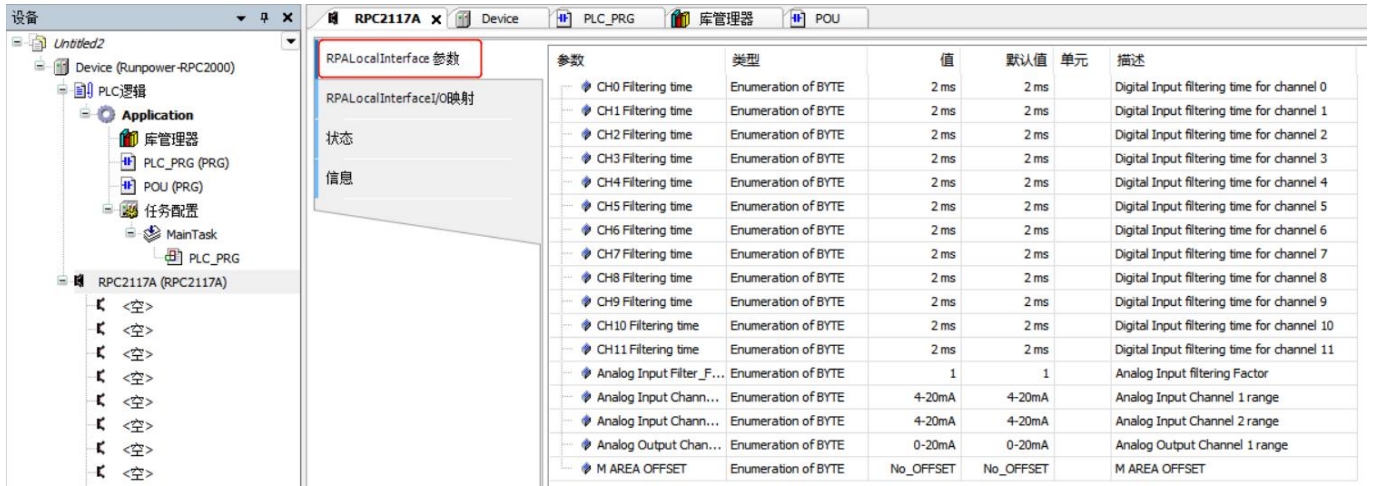 设备
Untitled2
Device (Runpower-RPC2000)
PLC逻辑
Application
库管理器
PLC_PRG (PRG)
POU (PRG)
任务配置
MainTask
PLC_PRG
RPC2117A (RPC2117A)
<空>
<空>
<空>
<空>
<空>
<空>
<空>
<空>
RPC2117A Device PLC_PRG 库管理器 POU
RPALocalInterface 参数
RPALocalInterfaceI/O映射
状态
信息
参数 类型 值 默认值 单元 描述
CH0 Filtering time Enumeration of BYTE 2 ms 2 ms Digital Input filtering time for channel 0
CH1 Filtering time Enumeration of BYTE 2 ms 2 ms Digital Input filtering time for channel 1
CH2 Filtering time Enumeration of BYTE 2 ms 2 ms Digital Input filtering time for channel 2
CH3 Filtering time Enumeration of BYTE 2 ms 2 ms Digital Input filtering time for channel 3
CH4 Filtering time Enumeration of BYTE 2 ms 2 ms Digital Input filtering time for channel 4
CH5 Filtering time Enumeration of BYTE 2 ms 2 ms Digital Input filtering time for channel 5
CH6 Filtering time Enumeration of BYTE 2 ms 2 ms Digital Input filtering time for channel 6
CH7 Filtering time Enumeration of BYTE 2 ms 2 ms Digital Input filtering time for channel 7
CH8 Filtering time Enumeration of BYTE 2 ms 2 ms Digital Input filtering time for channel 8
CH9 Filtering time Enumeration of BYTE 2 ms 2 ms Digital Input filtering time for channel 9
CH10 Filtering time Enumeration of BYTE 2 ms 2 ms Digital Input filtering time for channel 10
CH11 Filtering time Enumeration of BYTE 2 ms 2 ms Digital Input filtering time for channel 11
Analog Input Filter_F... Enumeration of BYTE 1 1 Analog Input filtering Factor
Analog Input Chann... Enumeration of BYTE 4-20mA 4-20mA Analog Input Channel 1 range
Analog Input Chann... Enumeration of BYTE 4-20mA 4-20mA Analog Input Channel 2 range
Analog Output Chan... Enumeration of BYTE 0-20mA 0-20mA Analog Output Channel 1 range
M AREA OFFSET Enumeration of BYTE No_OFFSET No_OFFSET M AREA OFFSET